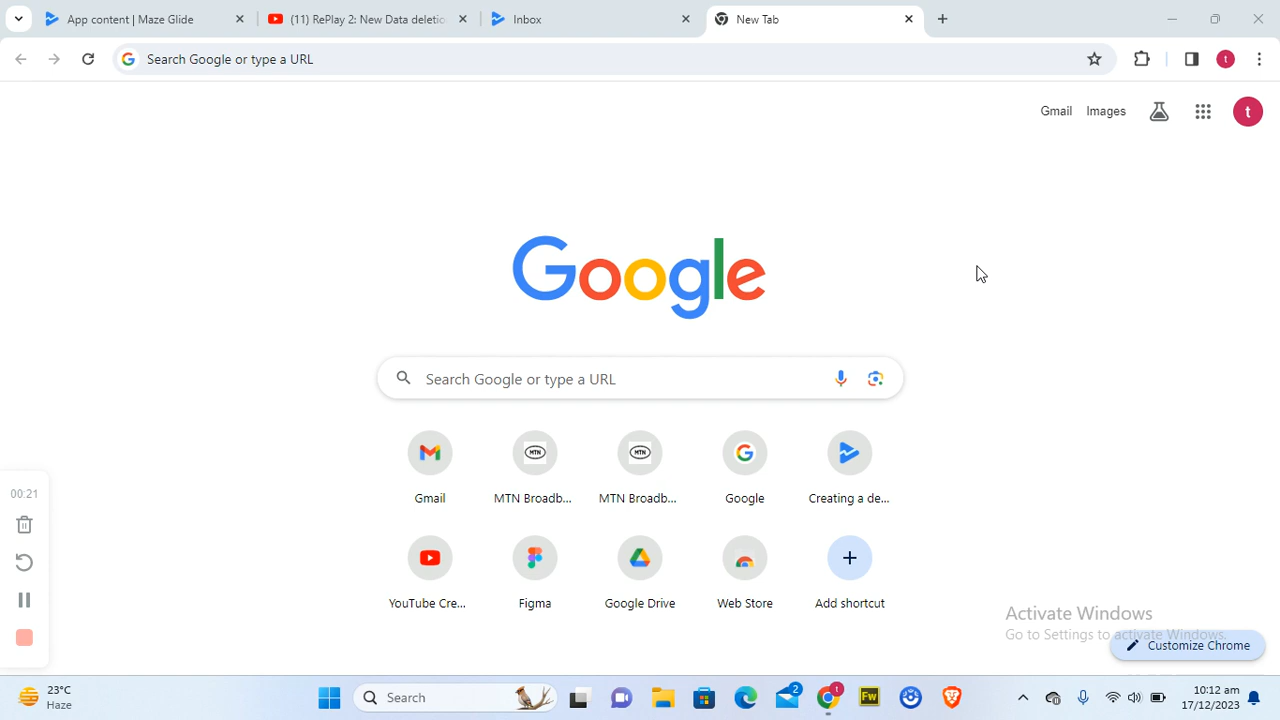 App content | Maze Glide
(11) RePlay 2: New Data deletio
Inbox
New Tab
Search Google or type a URL
t
Gmail
Images
t
Google
Search Google or type a URL
Gmail
MTN Broadb...
MTN Broadb...
Google
Creating a de...
YouTube Cre...
Figma
Google Drive
Web Store
Add shortcut
00:21
Activate Windows
Go to Settings to activate Windows.
Customize Chrome
23°C
Haze
Search
2
t
Fw
10:12 am
17/12/2023